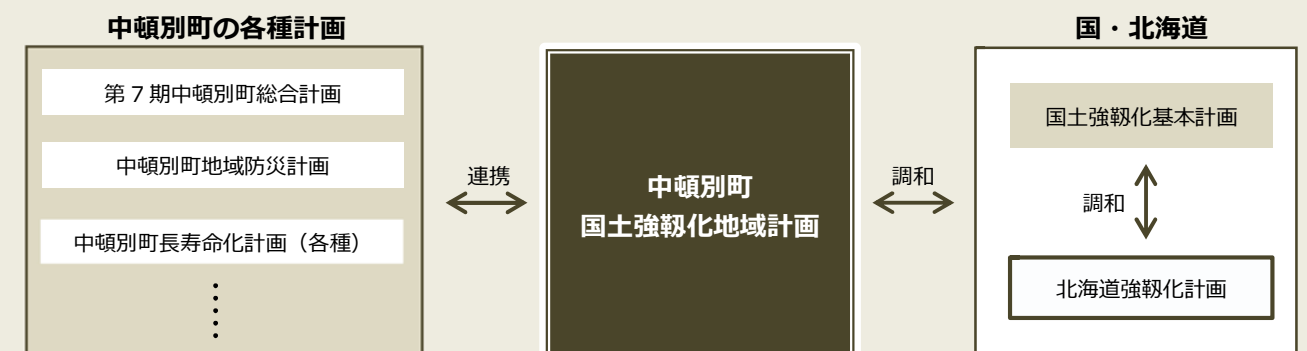 中頓別町の各種計画
第7期中頓別町総合計画
中頓別町地域防災計画
中頓別町長寿命化計画（各種）
連携
中頓別町
国土強靱化地域計画
調和
国・北海道
国土強靱化基本計画
調和
北海道強靱化計画